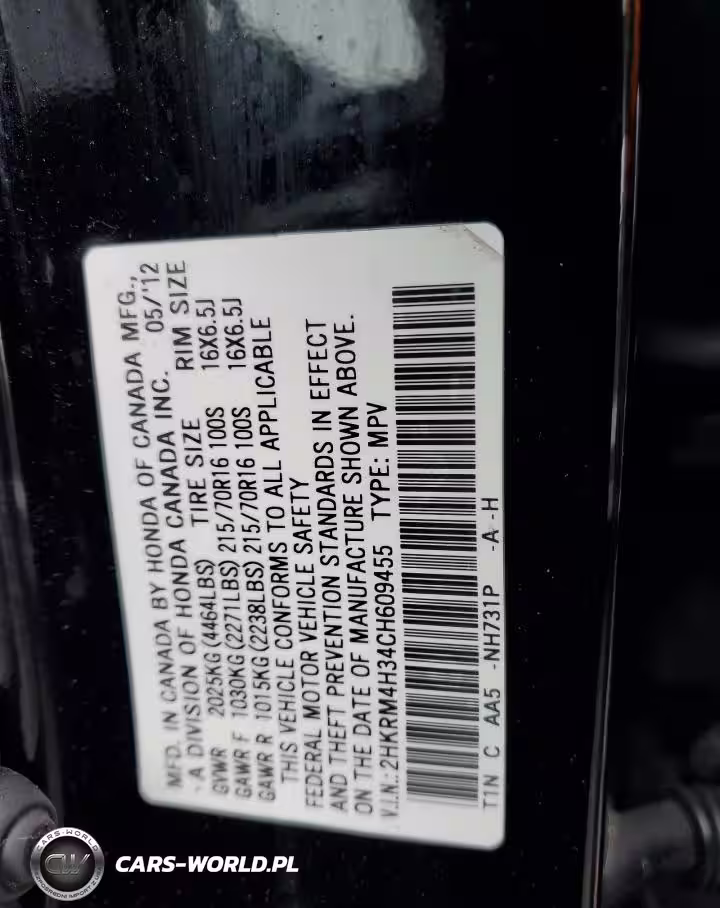 MFD. IN CANADA BY HONDA OF CANADA MFG.,
A DIVISION OF HONDA CANADA INC. 05/'12
TIRE SIZE RIM SIZE
GVWR 2025KG(4464LBS)
GAWR F 1030KG(2271LBS) 215/70R16 100S 16X6.5J
GAWR R 1015KG(2238LBS) 215/70R16 100S 16X6.5J
THIS VEHICLE CONFORMS TO ALL APPLICABLE
FEDERAL MOTOR VEHICLE SAFETY
AND THEFT PREVENTION STANDARDS IN EFFECT
ON THE DATE OF MANUFACTURE SHOWN ABOVE.
V.I.N.: 2HKRM4H34CH609455 TYPE: MPV
T1N C AA5 -NH731P -A -H
CARS-WORLD
CW
CARS-WORLD.PL